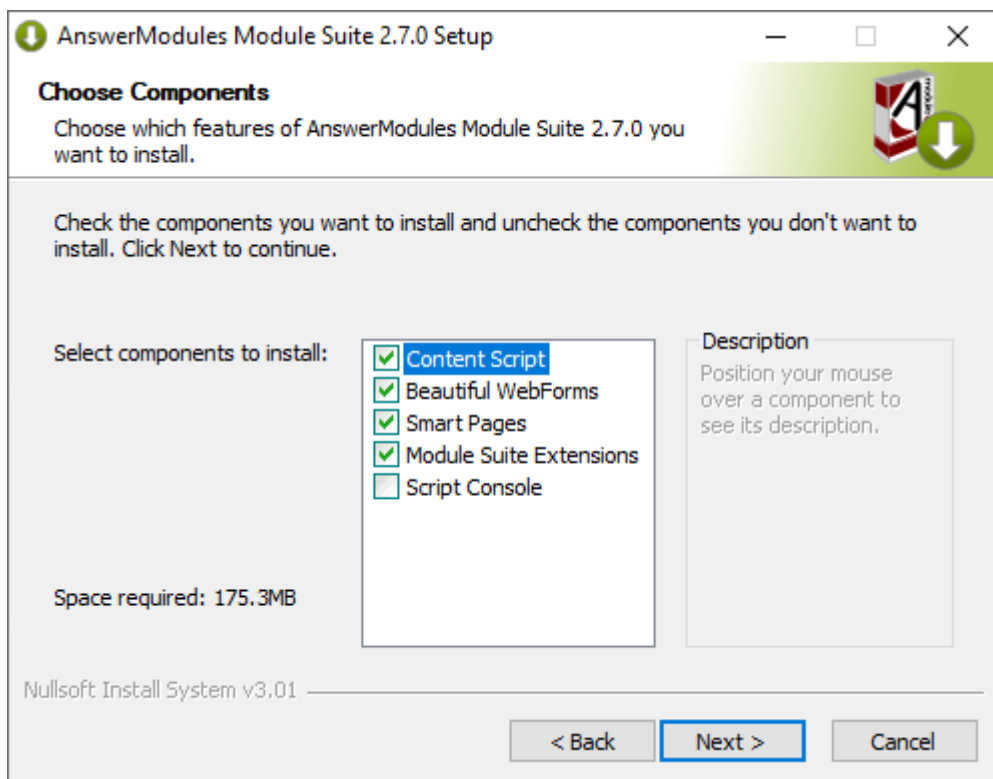 AnswerModules Module Suite 2.7.0 Setup
Choose Components
Choose which features of AnswerModules Module Suite 2.7.0 you
want to install.
A
module
Check the components you want to install and uncheck the components you don't want to
install. Click Next to continue.
Select components to install:
Content Script
Beautiful WebForms
Smart Pages
Module Suite Extensions
Script Console
Description
Position your mouse
over a component to
see its description.
Space required: 175.3MB
Nullsoft Install System v3.01
< Back
Next >
Cancel